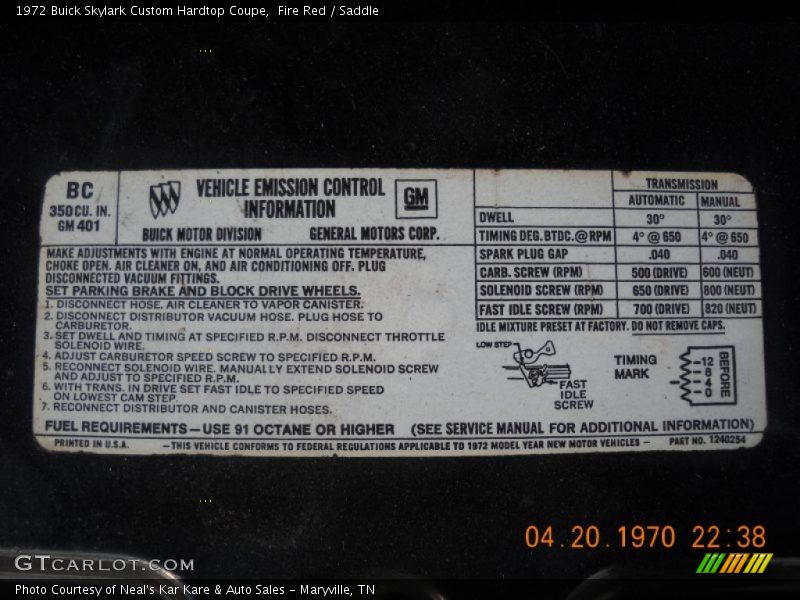 1972 Buick Skylark Custom Hardtop Coupe,  Fire Red / Saddle
BC
350 CU. IN.
GM 401
VEHICLE EMISSION CONTROL
INFORMATION
GM
BUICK MOTOR DIVISION GENERAL MOTORS CORP.
MAKE ADJUSTMENTS WITH ENGINE AT NORMAL OPERATING TEMPERATURE,
CHOKE OPEN. AIR CLEANER ON, AND AIR CONDITIONING OFF. PLUG
DISCONNECTED VACUUM FITTINGS.
SET PARKING BRAKE AND BLOCK DRIVE WHEELS.
1. DISCONNECT HOSE. AIR CLEANER TO VAPOR CANISTER.
2. DISCONNECT DISTRIBUTOR VACUUM HOSE. PLUG HOSE TO
CARBURETOR.
3. SET DWELL AND TIMING AT SPECIFIED R.P.M. DISCONNECT THROTTLE
SOLENOID WIRE.
4. ADJUST CARBURETOR SPEED SCREW TO SPECIFIED R.P.M.
5. RECONNECT SOLENOID WIRE. MANUALLY EXTEND SOLENOID SCREW
AND ADJUST TO SPECIFIED R.P.M.
6. WITH TRANS. IN DRIVE SET FAST IDLE TO SPECIFIED SPEED
ON LOWEST CAM STEP.
7. RECONNECT DISTRIBUTOR AND CANISTER HOSES.
TRANSMISSION
AUTOMATIC MANUAL
DWELL 30° 30°
TIMING DEG. BTDC. @ RPM 4° @ 650 4° @ 650
SPARK PLUG GAP .040 .040
CARB. SCREW (RPM) 500 (DRIVE) 600 (NEUT)
SOLENOID SCREW (RPM) 650 (DRIVE) 800 (NEUT)
FAST IDLE SCREW (RPM) 700 (DRIVE) 820 (NEUT)
IDLE MIXTURE PRESET AT FACTORY. DO NOT REMOVE CAPS.
LOW STEP
FAST
IDLE
SCREW
TIMING
MARK
12
8
4
0
BEFORE
FUEL REQUIREMENTS—USE 91 OCTANE OR HIGHER (SEE SERVICE MANUAL FOR ADDITIONAL INFORMATION)
PRINTED IN U.S.A. —THIS VEHICLE CONFORMS TO FEDERAL REGULATIONS APPLICABLE TO 1972 MODEL YEAR NEW MOTOR VEHICLES— PART NO. 1240254
04.20.1970 22:38
GTCARLOT.COM
Photo Courtesy of Neal's Kar Kare & Auto Sales - Maryville, TN